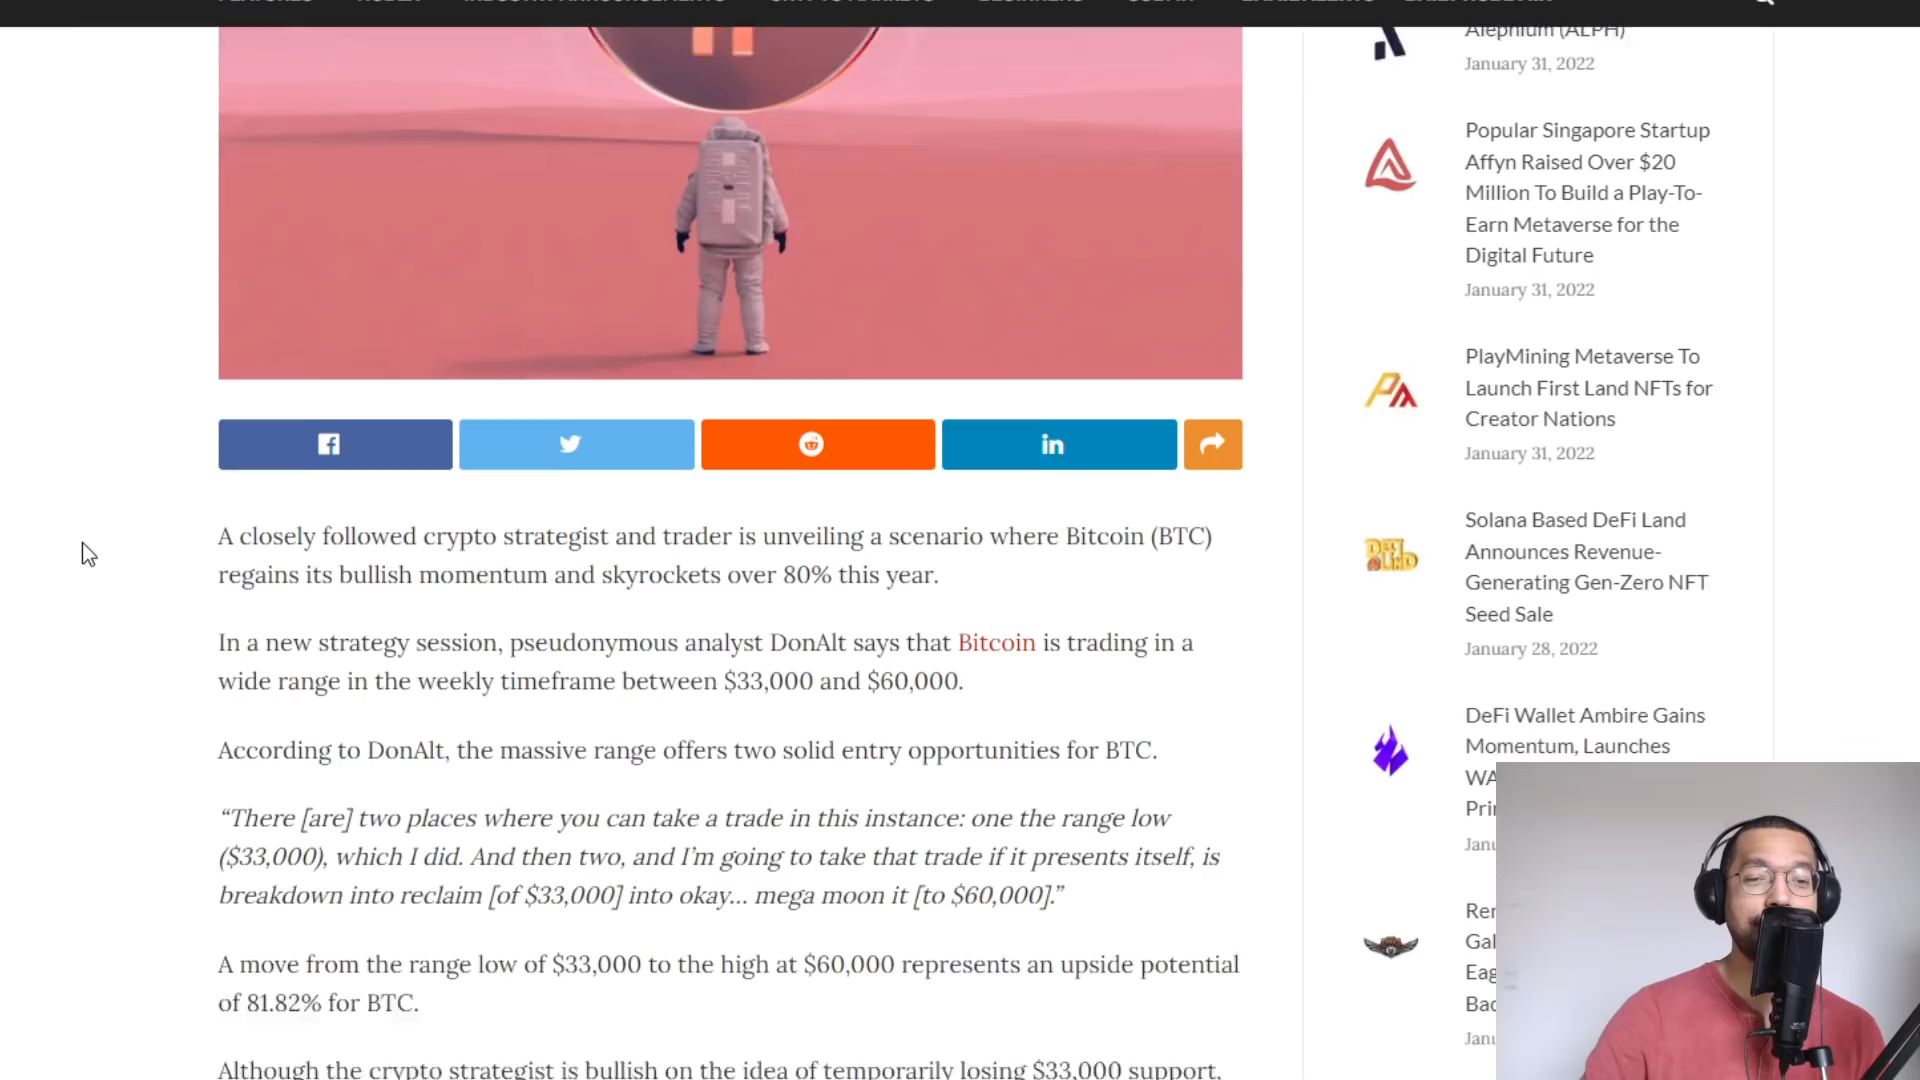 Alephium (ALPH)
January 31, 2022
Popular Singapore Startup
Affyn Raised Over $20
Million To Build a Play-To-
Earn Metaverse for the
Digital Future
January 31, 2022
PlayMining Metaverse To
Launch First Land NFTs for
Creator Nations
January 31, 2022
Solana Based DeFi Land
Announces Revenue-
Generating Gen-Zero NFT
Seed Sale
January 28, 2022
DeFi Wallet Ambire Gains
Momentum, Launches
A closely followed crypto strategist and trader is unveiling a scenario where Bitcoin (BTC)
regains its bullish momentum and skyrockets over 80% this year.
In a new strategy session, pseudonymous analyst DonAlt says that Bitcoin is trading in a
wide range in the weekly timeframe between $33,000 and $60,000.
According to DonAlt, the massive range offers two solid entry opportunities for BTC.
“There [are] two places where you can take a trade in this instance: one the range low
($33,000), which I did. And then two, and I’m going to take that trade if it presents itself, is
breakdown into reclaim [of $33,000] into okay… mega moon it [to $60,000].”
A move from the range low of $33,000 to the high at $60,000 represents an upside potential
of 81.82% for BTC.
Although the crypto strategist is bullish on the idea of temporarily losing $33,000 support,